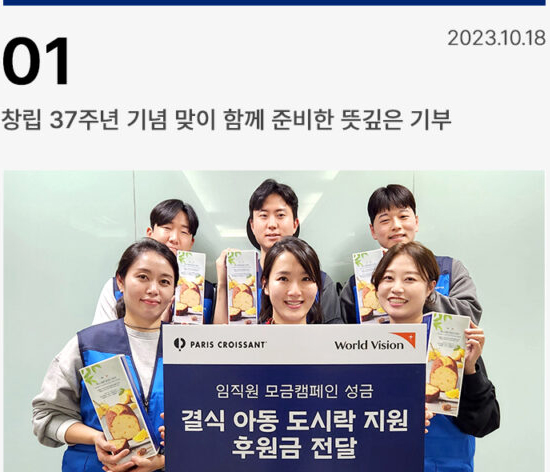 2023.10.18
01
창립 37주년 기념 맞이 함께 준비한 뜻깊은 기부
PARIS CROISSANT
World Vision
임직원 모금캠페인 성금
결식 아동 도시락 지원
후원금 전달